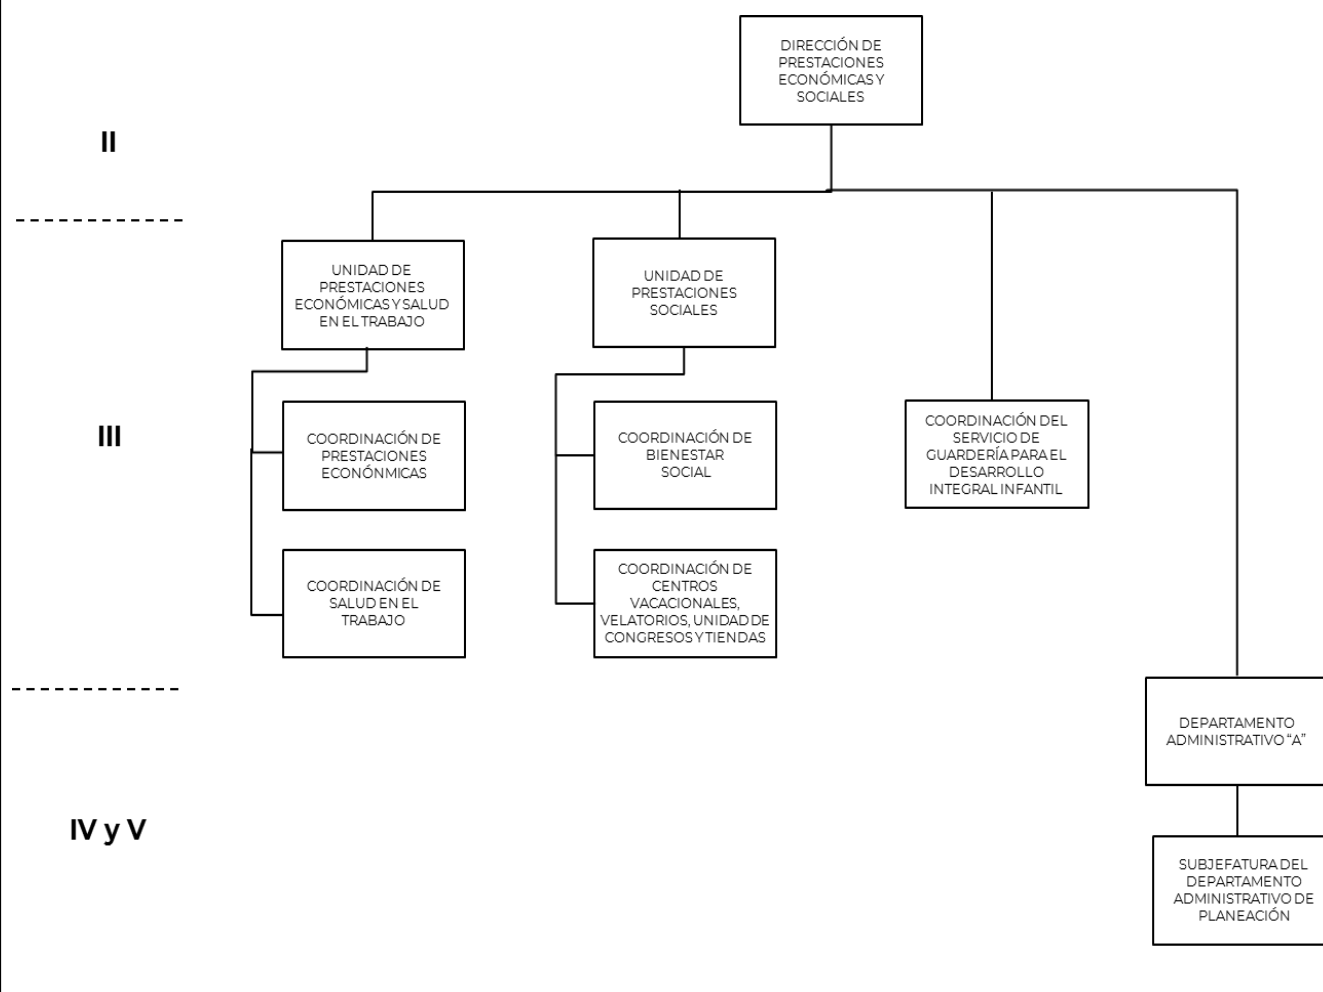 DIRECCIÓN DE
PRESTACIONES
ECONÓMICAS Y
SOCIALES
II
UNIDAD DE
PRESTACIONES
ECONÓMICAS Y SALUD
EN EL TRABAJO
UNIDAD DE
PRESTACIONES
SOCIALES
III
COORDINACIÓN DE
PRESTACIONES
ECONÓNMICAS
COORDINACIÓN DE
BIENESTAR
SOCIAL
COORDINACIÓN DEL
SERVICIO DE
GUARDERÍA PARA EL
DESARROLLO
INTEGRAL INFANTIL
COORDINACIÓN DE
SALUD EN EL
TRABAJO
COORDINACIÓN DE
CENTROS
VACACIONALES,
VELATORIOS, UNIDAD DE
CONGRESOS Y TIENDAS
DEPARTAMENTO
ADMINISTRATIVO “A”
IV y V
SUBJEFATURA DEL
DEPARTAMENTO
ADMINISTRATIVO DE
PLANEACIÓN